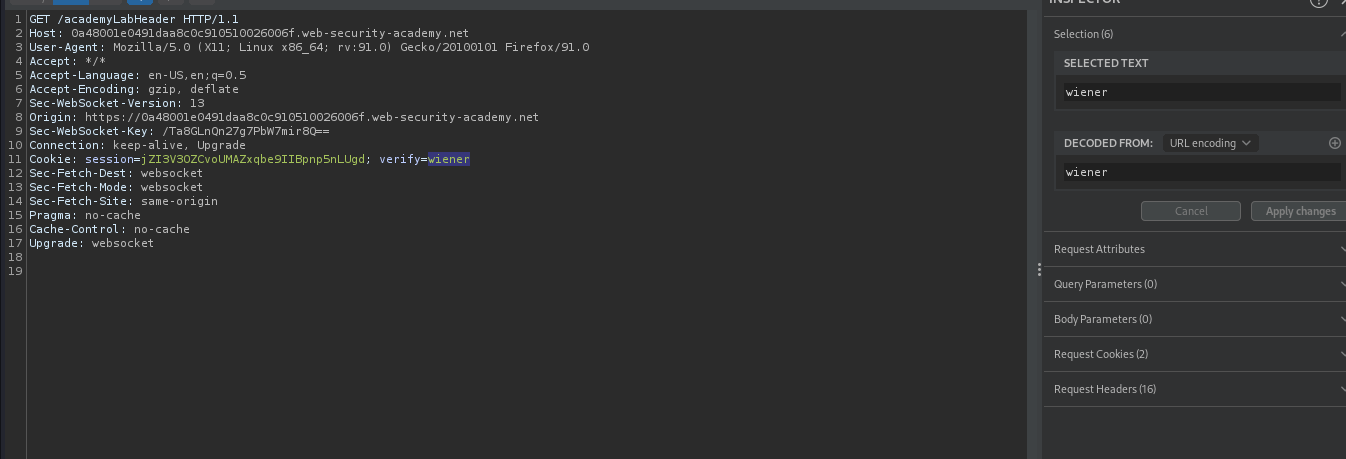 1 GET /academyLabHeader HTTP/1.1
2 Host: 0a48001e0491daa8c0c910510026006f.web-security-academy.net
3 User-Agent: Mozilla/5.0 (X11; Linux x86_64; rv:91.0) Gecko/20100101 Firefox/91.0
4 Accept: */*
5 Accept-Language: en-US,en;q=0.5
6 Accept-Encoding: gzip, deflate
7 Sec-WebSocket-Version: 13
8 Origin: https://0a48001e0491daa8c0c910510026006f.web-security-academy.net
9 Sec-WebSocket-Key: /Ta8GLnQn27g7PbW7mir8Q==
10 Connection: keep-alive, Upgrade
11 Cookie: session=jZI3V3OZCvoUMAZxqbe9IIBpnp5nLUgd; verify=wiener
12 Sec-Fetch-Dest: websocket
13 Sec-Fetch-Mode: websocket
14 Sec-Fetch-Site: same-origin
15 Pragma: no-cache
16 Cache-Control: no-cache
17 Upgrade: websocket
18
19
INSPECTOR
Selection (6)
SELECTED TEXT
wiener
DECODED FROM: URL encoding
wiener
Cancel
Apply changes
Request Attributes
Query Parameters (0)
Body Parameters (0)
Request Cookies (2)
Request Headers (16)